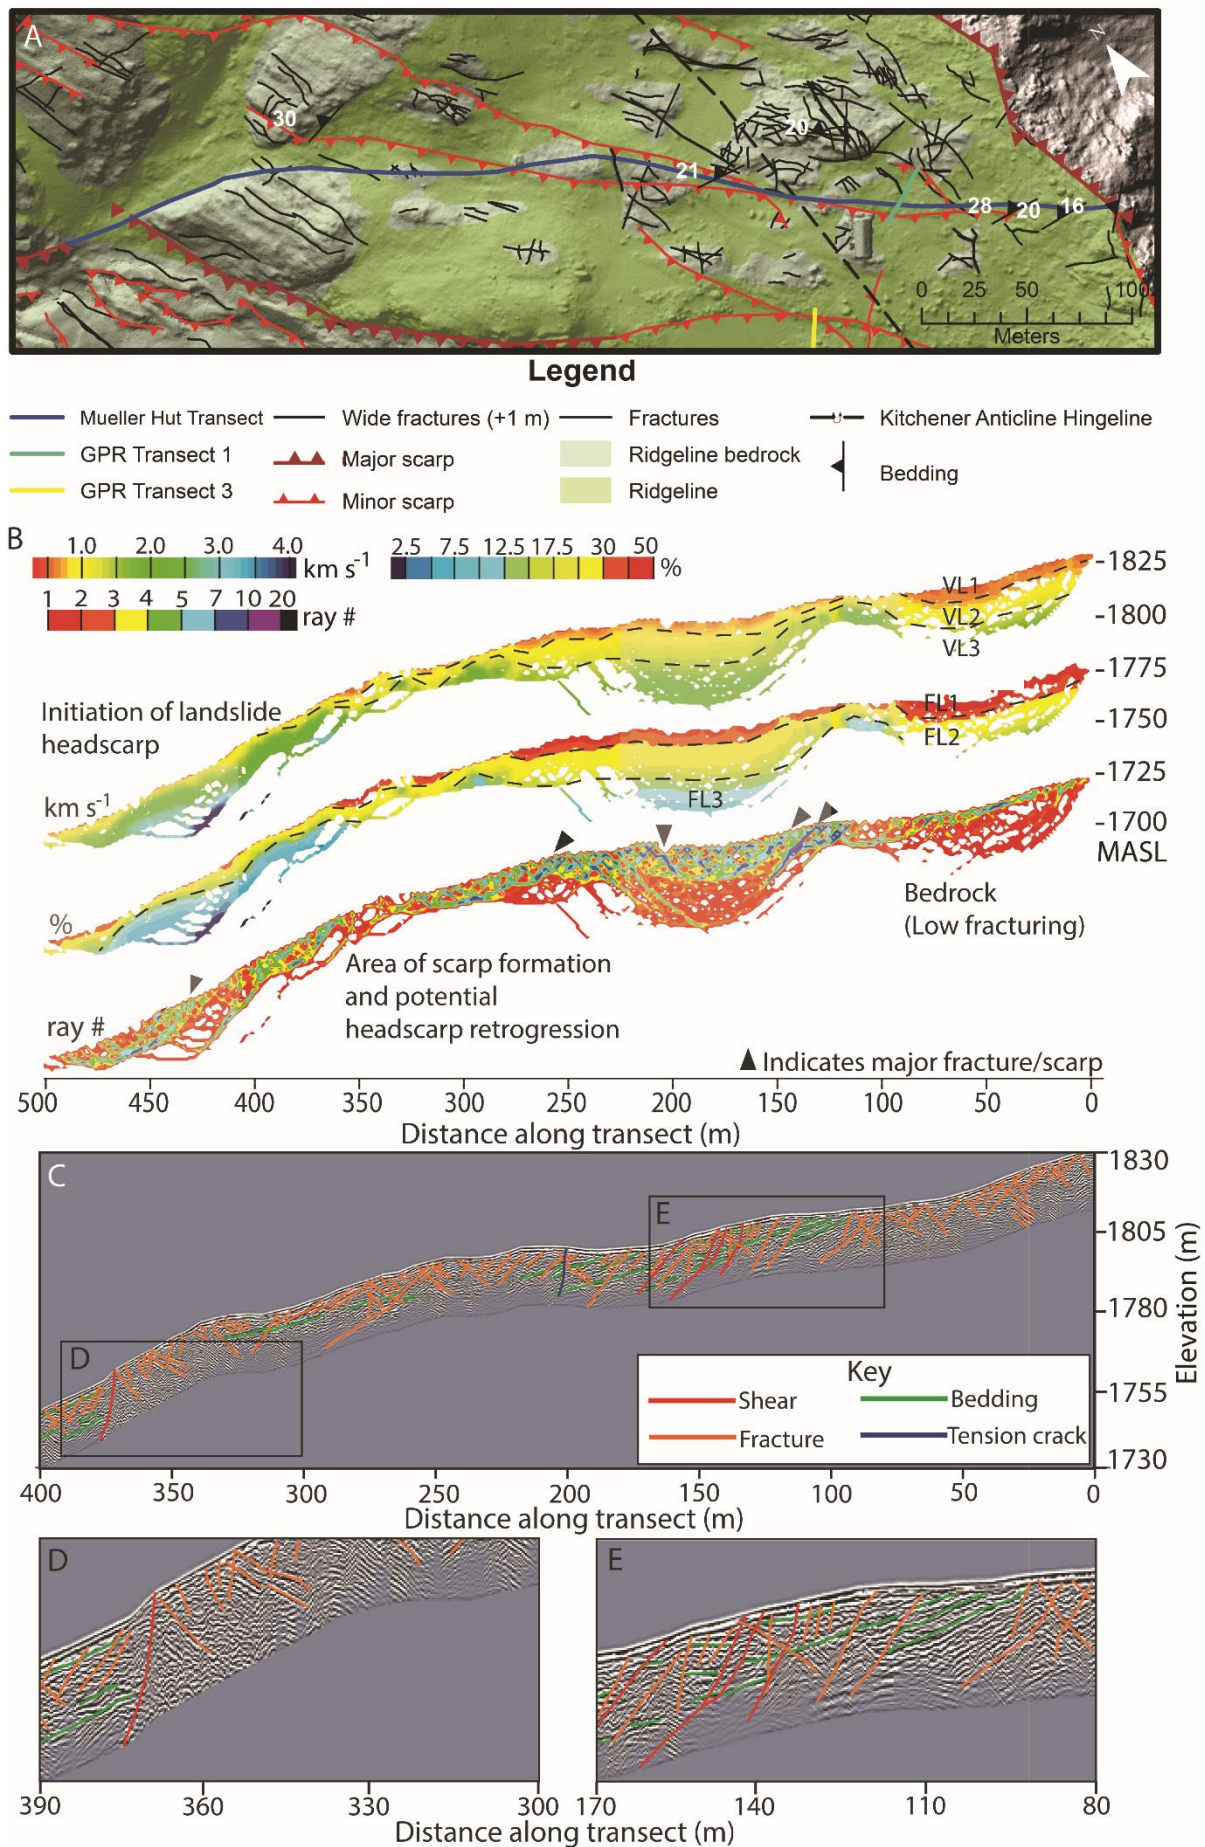 A
N
30
20
21
28 20 16
0 25 50 100
Meters
Legend
Mueller Hut Transect
Wide fractures (+1 m)
Fractures
Kitchener Anticline Hingeline
GPR Transect 1
Major scarp
Ridgeline bedrock
Bedding
GPR Transect 3
Minor scarp
Ridgeline
B
1.0 2.0 3.0 4.0 km s-1
2.5 7.5 12.5 17.5 30 50 %
1 2 3 4 5 7 10 20 ray #
-1825
VL1
-1800
VL2
VL3
-1775
Initiation of landslide
headscarp
FL1
-1750
FL2
-1725
km s-1
FL3
-1700
MASL
Bedrock
(Low fracturing)
%
Area of scarp formation
and potential
headscarp retrogression
ray #
Indicates major fracture/scarp
500 450 400 350 300 250 200 150 100 50 0
Distance along transect (m)
C
1830
E
1805
1780
D
Elevation (m)
Key
Shear
Bedding
1755
Fracture
Tension crack
1730
400 350 300 250 200 150 100 50 0
Distance along transect (m)
D
E
390 360 330 300
170 140 110 80
Distance along transect (m)
Distance along transect (m)